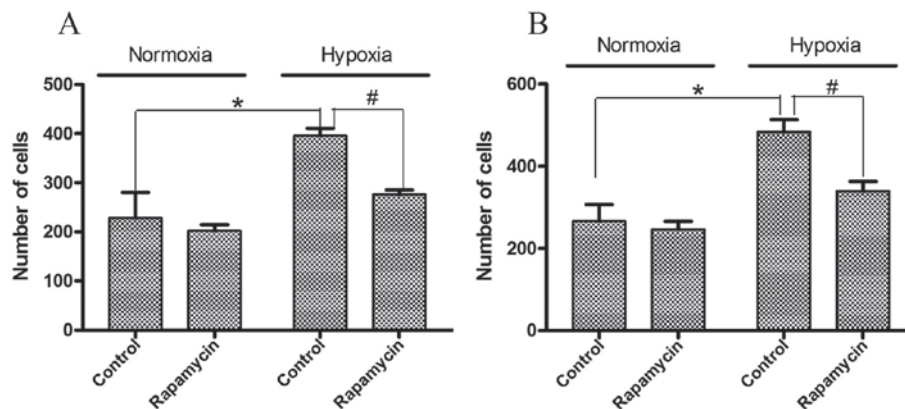 A
Normoxia
Hypoxia
Number of cells
500
400
300
200
100
0
*
#
Control
Rapamycin
Control
Rapamycin
B
Normoxia
Hypoxia
Number of cells
600
400
200
0
*
#
Control
Rapamycin
Control
Rapamycin